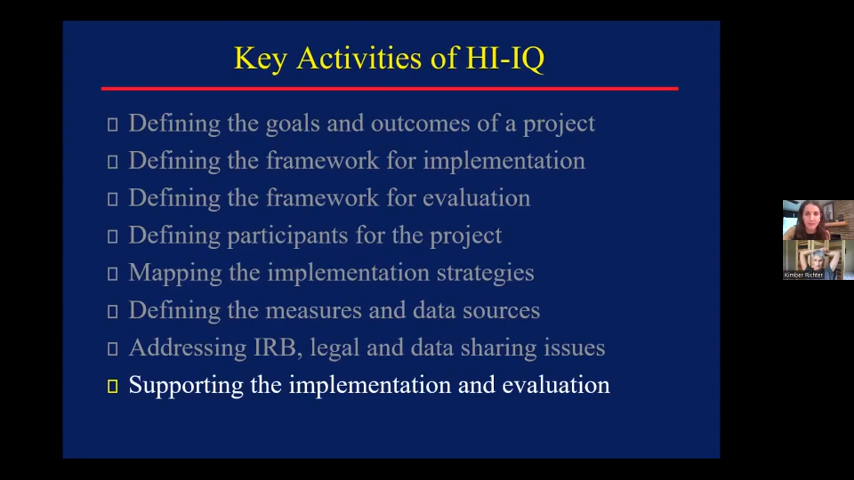 Key Activities of HI-IQ
Defining the goals and outcomes of a project
Defining the framework for implementation
Defining the framework for evaluation
Defining participants for the project
Mapping the implementation strategies
Defining the measures and data sources
Addressing IRB, legal and data sharing issues
Supporting the implementation and evaluation
Kimber Richter